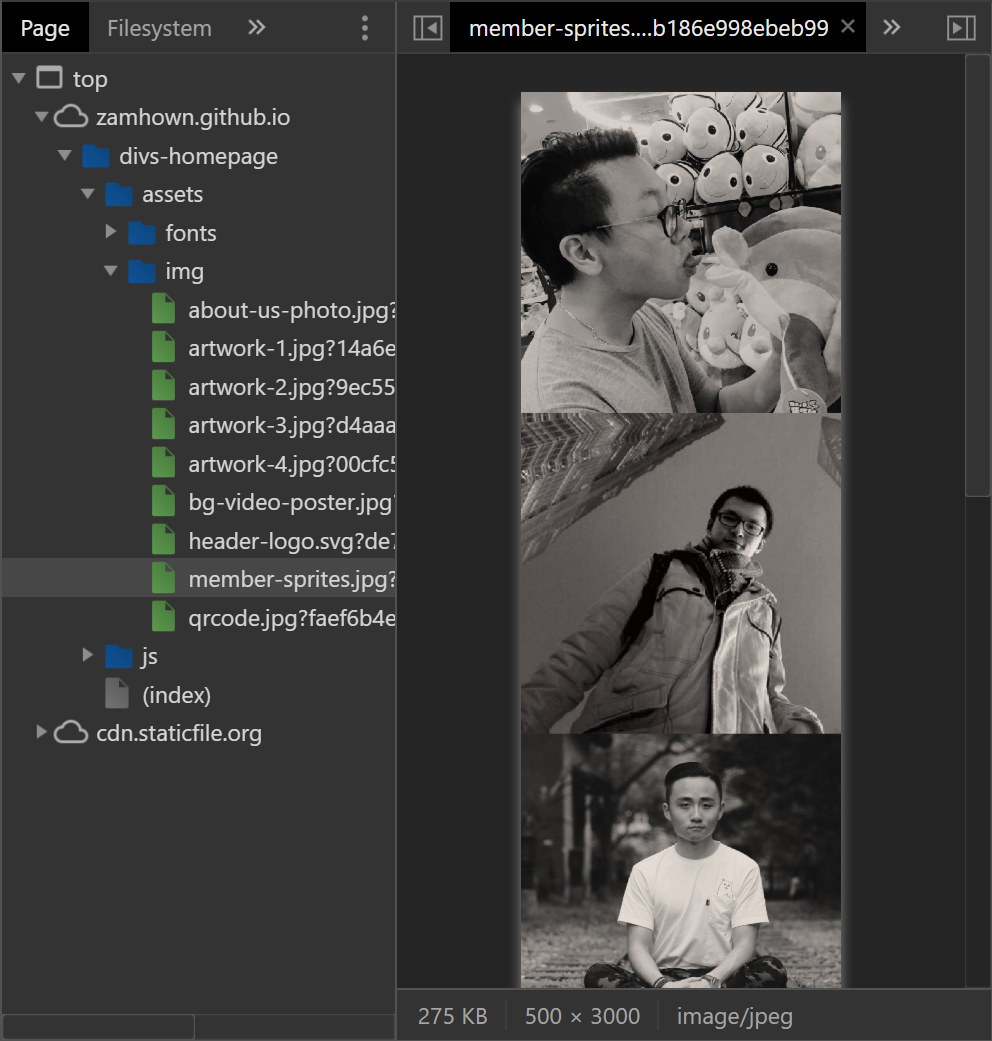 Page Filesystem »
member-sprites....b186e998ebeb99 × »
top
zamhown.github.io
divs-homepage
assets
fonts
img
about-us-photo.jpg?
artwork-1.jpg?14a6e
artwork-2.jpg?9ec55
artwork-3.jpg?d4aaa
artwork-4.jpg?00cfc5
bg-video-poster.jpg?
header-logo.svg?de7
member-sprites.jpg?
qrcode.jpg?faef6b4e
js
(index)
cdn.staticfile.org
275 KB 500 × 3000 image/jpeg